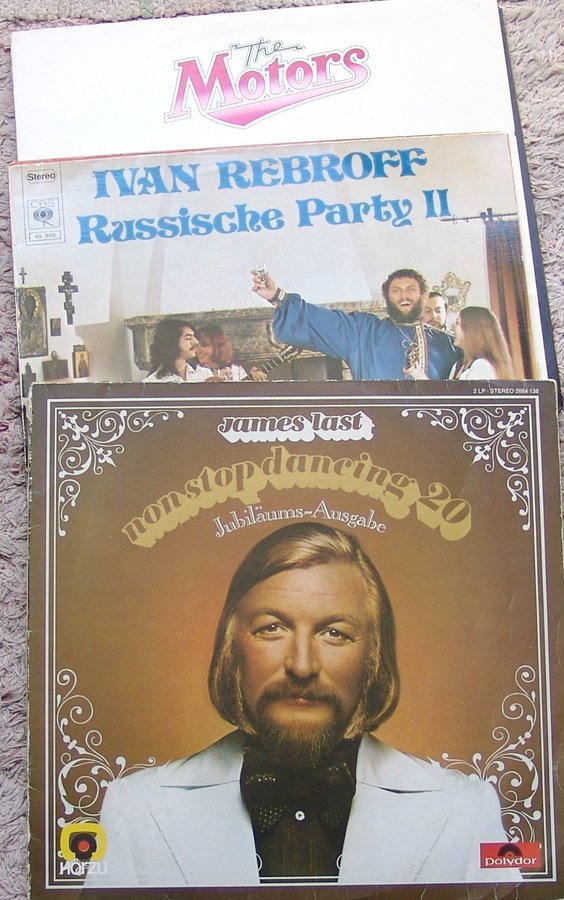 The
Motors
Stereo
CBS
65 995
IVAN REBROFF
Russische Party II
2 LP · STEREO 2664 138
James Last
non stop dancing 20
Jubiläums-Ausgabe
HÖRZU
polydor